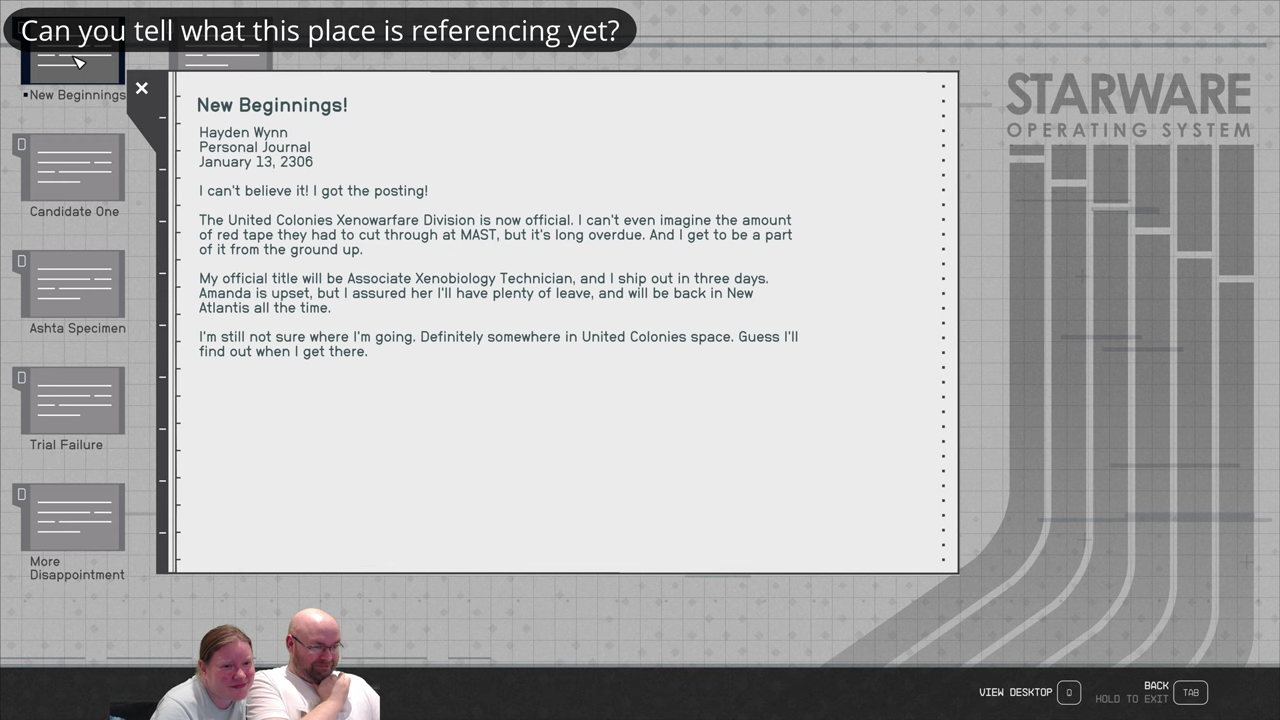 Can you tell what this place is referencing yet?
New Beginnings
Candidate One
Ashta Specimen
Trial Failure
More
Disappointment
New Beginnings!
Hayden Wynn
Personal Journal
January 13, 2306
I can't believe it! I got the posting!
The United Colonies Xenowarfare Division is now official. I can't even imagine the amount
of red tape they had to cut through at MAST, but it's long overdue. And I get to be a part
of it from the ground up.
My official title will be Associate Xenobiology Technician, and I ship out in three days.
Amanda is upset, but I assured her I'll have plenty of leave, and will be back in New
Atlantis all the time.
I'm still not sure where I'm going. Definitely somewhere in United Colonies space. Guess I'll
find out when I get there.
STARWARE
OPERATING SYSTEM
VIEW DESKTOP Q
BACK
HOLD TO EXIT TAB